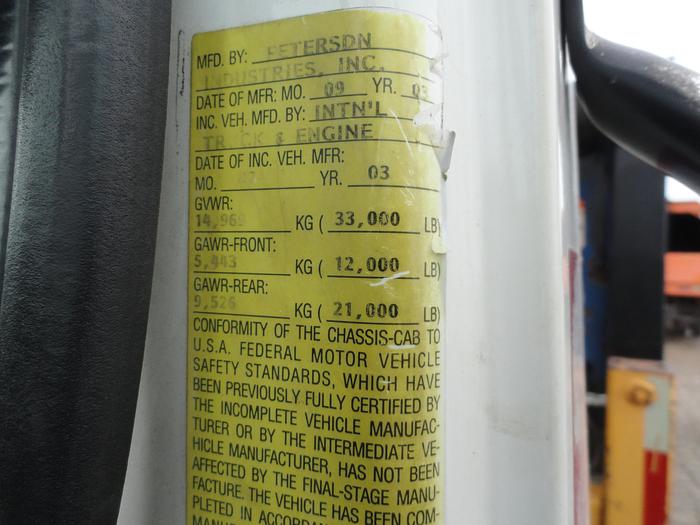 MFD. BY: PETERSON
INDUSTRIES, INC.
DATE OF MFR: MO. 09 YR. 03
INC. VEH. MFD. BY: INTN'L
TR CK & ENGINE
DATE OF INC. VEH. MFR:
MO. YR. 03
GVWR:
14,969 KG ( 33,000 LB)
GAWR-FRONT:
5,443 KG ( 12,000 LB)
GAWR-REAR:
9,526 KG ( 21,000 LB)
CONFORMITY OF THE CHASSIS-CAB TO
U.S.A. FEDERAL MOTOR VEHICLE
SAFETY STANDARDS, WHICH HAVE
BEEN PREVIOUSLY FULLY CERTIFIED BY
THE INCOMPLETE VEHICLE MANUFAC-
TURER OR BY THE INTERMEDIATE VE-
HICLE MANUFACTURER, HAS NOT BEEN
AFFECTED BY THE FINAL-STAGE MANU-
FACTURE. THE VEHICLE HAS BEEN COM-
PLETED IN ACCORDAN
MANU